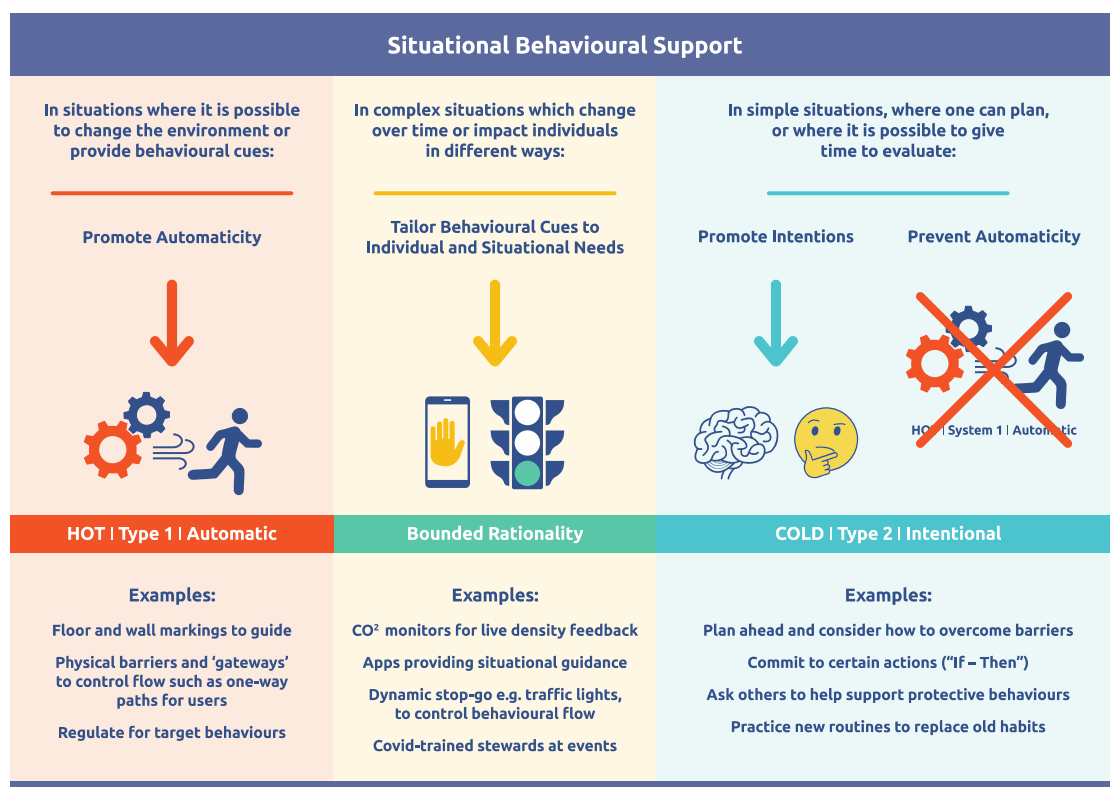 Situational Behavioural Support
In situations where it is possible
to change the environment or
provide behavioural cues:
Promote Automaticity
HOT | Type 1 | Automatic
Examples:
Floor and wall markings to guide
Physical barriers and ‘gateways’
to control flow such as one-way
paths for users
Regulate for target behaviours
In complex situations which change
over time or impact individuals
in different ways:
Tailor Behavioural Cues to
Individual and Situational Needs
Bounded Rationality
Examples:
CO² monitors for live density feedback
Apps providing situational guidance
Dynamic stop-go e.g. traffic lights,
to control behavioural flow
Covid-trained stewards at events
In simple situations, where one can plan,
or where it is possible to give
time to evaluate:
Promote Intentions
Prevent Automaticity
HOT | System 1 | Automatic
COLD | Type 2 | Intentional
Examples:
Plan ahead and consider how to overcome barriers
Commit to certain actions (“If – Then”)
Ask others to help support protective behaviours
Practice new routines to replace old habits